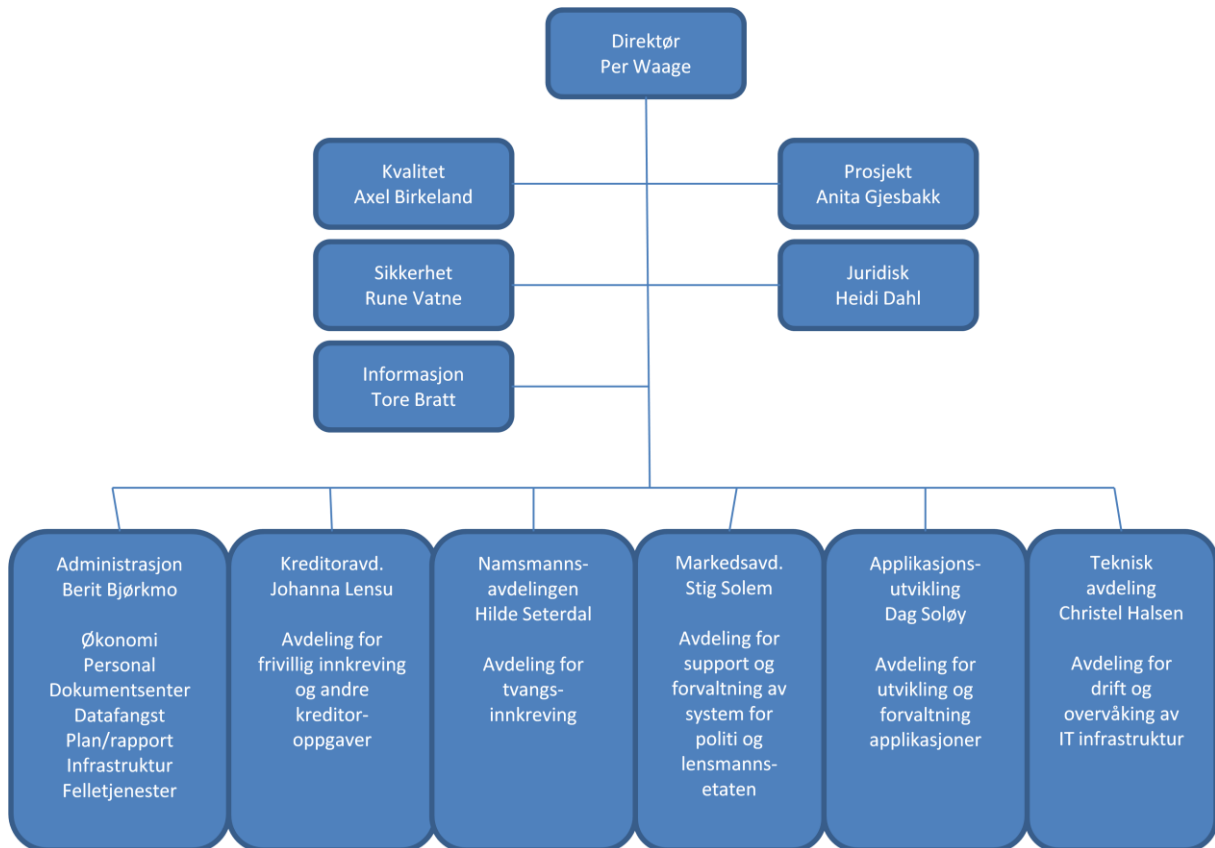 Direktør
Per Waage
Kvalitet
Axel Birkeland
Prosjekt
Anita Gjesbakk
Sikkerhet
Rune Vatne
Juridisk
Heidi Dahl
Informasjon
Tore Bratt
Administrasjon
Berit Bjørkmo
Økonomi
Personal
Dokumentsenter
Datafangst
Plan/rapport
Infrastruktur
Felletjenester
Kreditoravd.
Johanna Lensu
Avdeling for
frivillig innkreving
og andre
kreditor-
oppgaver
Namsmanns-
avdelingen
Hilde Seterdal
Avdeling for
tvangs-
innkreving
Markedsavd.
Stig Solem
Avdeling for
support og
forvaltning av
system for
politi og
lensmanns-
etaten
Applikasjons-
utvikling
Dag Soløy
Avdeling for
utvikling og
forvaltning
applikasjoner
Teknisk
avdeling
Christel Halsen
Avdeling for
drift og
overvåking av
IT infrastruktur